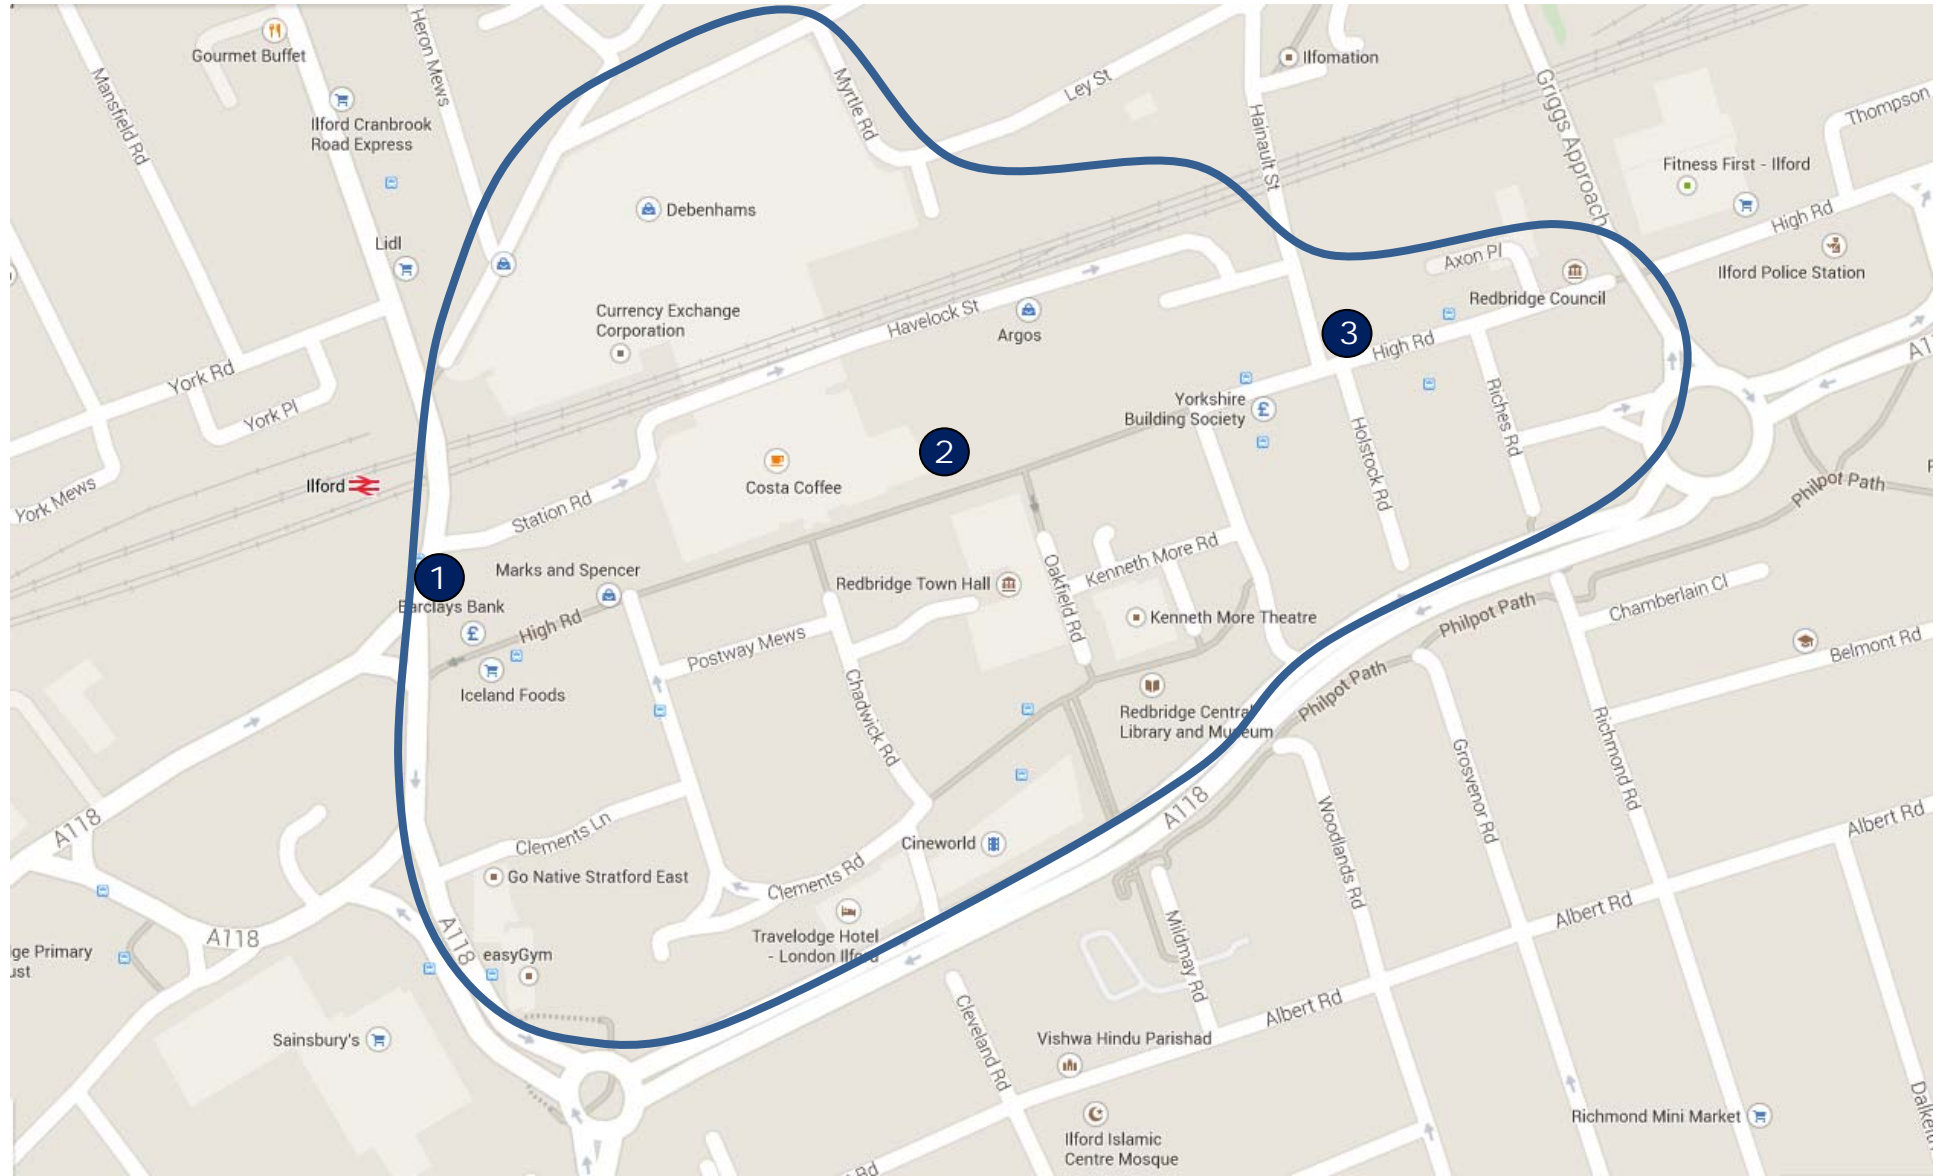 Gourmet Buffet
Heron Mews
Mansfield Rd
Ilford Cranbrook
Road Express
Myrtle Rd
Ley St
Ilfomation
Hainault St
Griggs Approach
Thompson
Fitness First - Ilford
Debenhams
High Rd
Lidl
Axon Pl
Ilford Police Station
Redbridge Council
Currency Exchange
Corporation
Havelock St
Argos
3
High Rd
York Rd
York Pl
Yorkshire
Building Society
Riches Rd
Holstock Rd
2
Costa Coffee
Ilford
York Mews
Station Rd
Philpot Path
Marks and Spencer
1
Barclays Bank
High Rd
Iceland Foods
Redbridge Town Hall
Oakfield Rd
Kenneth More Rd
Kenneth More Theatre
Postway Mews
Chadwick Rd
Chamberlain Cl
Philpot Path
Belmont Rd
Philpot Path
Redbridge Central
Library and Museum
Richmond Rd
Grosvenor Rd
Woodlands Rd
A118
A118
Clements Ln
Cineworld
Albert Rd
Go Native Stratford East
Clements Rd
Travelodge Hotel
- London Ilford
A118
A118
easyGym
ge Primary
ust
Mildmay Rd
Albert Rd
Albert Rd
Sainsbury's
Cleveland Rd
Vishwa Hindu Parishad
Ilford Islamic
Centre Mosque
Richmond Mini Market
Rd